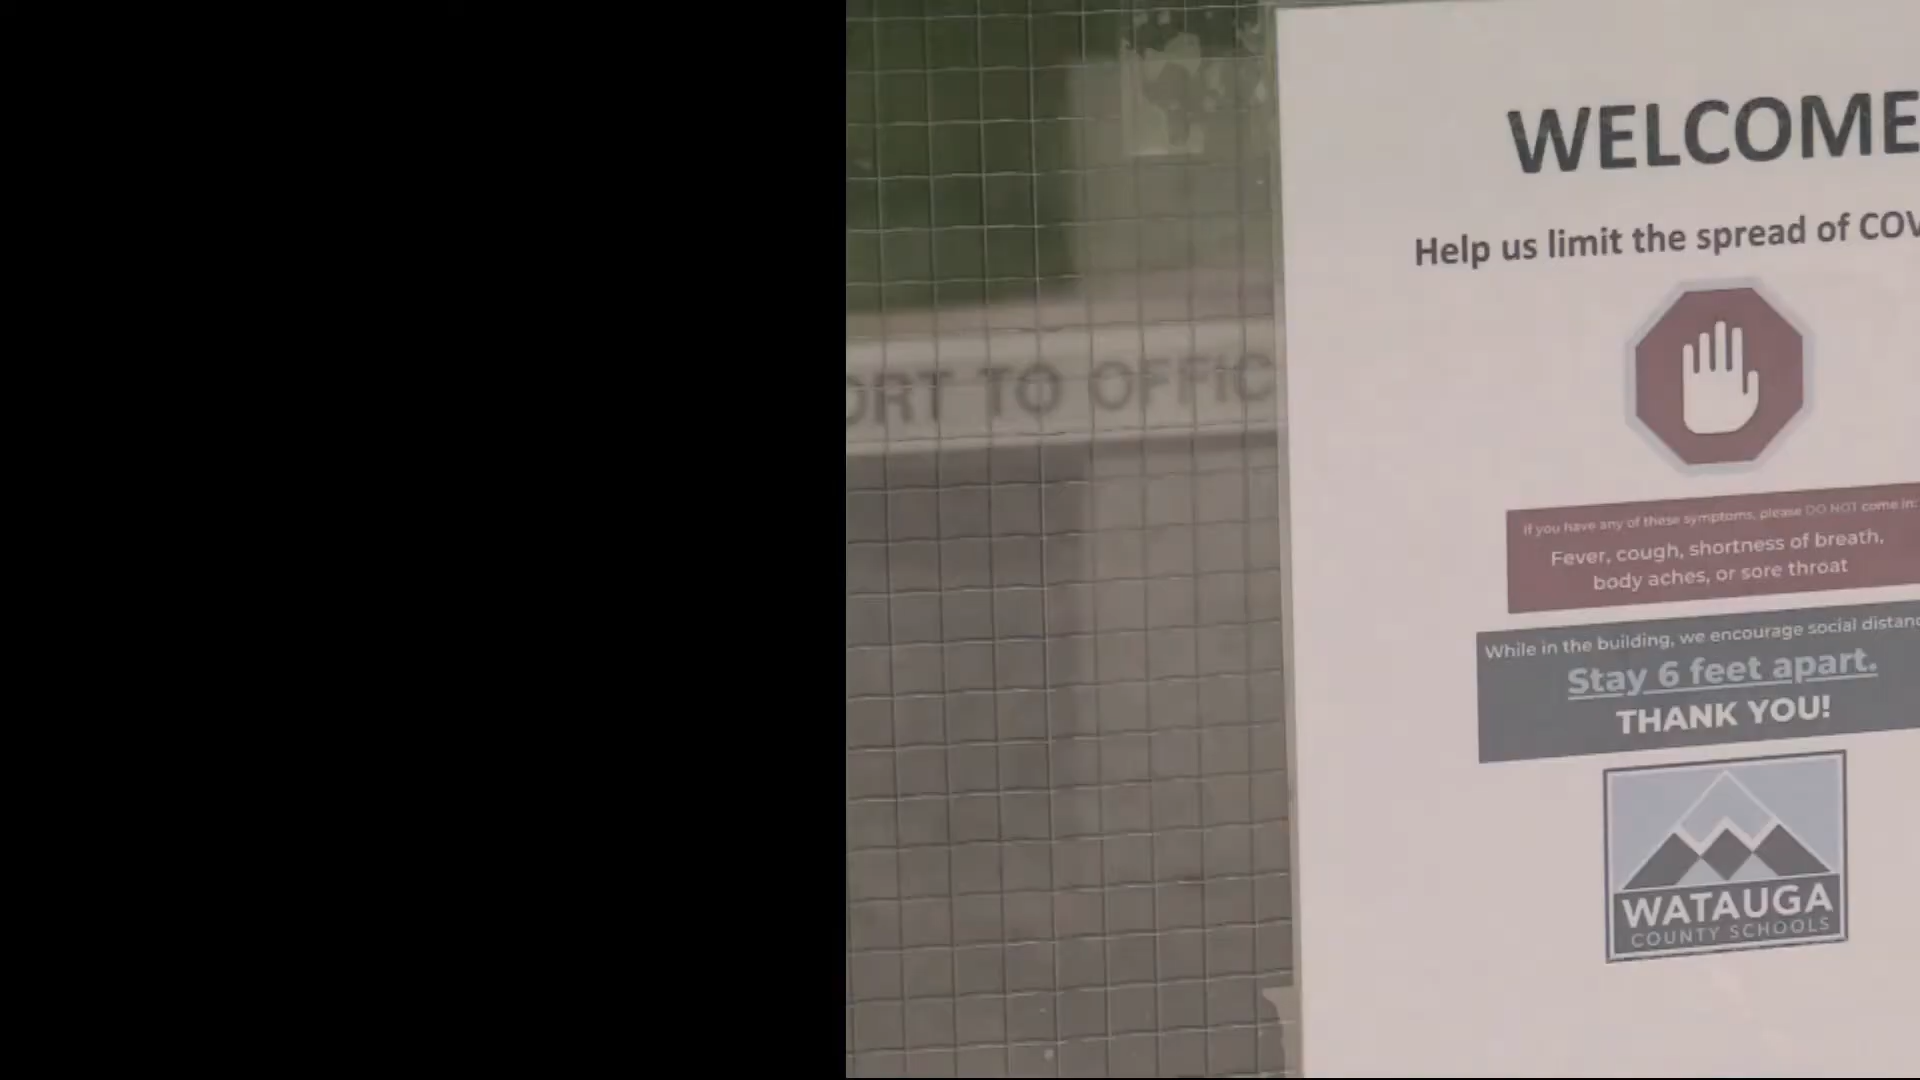 ORT TO OFFIC
WELCOME
Help us limit the spread of COV
If you have any of these symptoms, please DO NOT come in:
Fever, cough, shortness of breath,
body aches, or sore throat
While in the building, we encourage social distanc
Stay 6 feet apart.
THANK YOU!
WATAUGA
COUNTY SCHOOLS